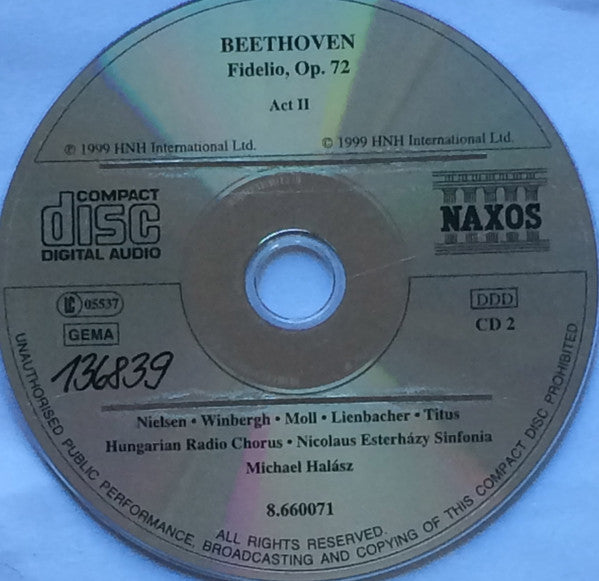 BEETHOVEN
Fidelio, Op. 72
Act II
℗ 1999 HNH International Ltd.
© 1999 HNH International Ltd.
COMPACT
disc
DIGITAL AUDIO
NAXOS
LC 05537
GEMA
DDD
CD 2
136839
Nielsen • Winbergh • Moll • Lienbacher • Titus
Hungarian Radio Chorus • Nicolaus Esterházy Sinfonia
Michael Halász
8.660071
ALL RIGHTS RESERVED.
UNAUTHORISED PUBLIC PERFORMANCE, BROADCASTING AND COPYING OF THIS COMPACT DISC PROHIBITED